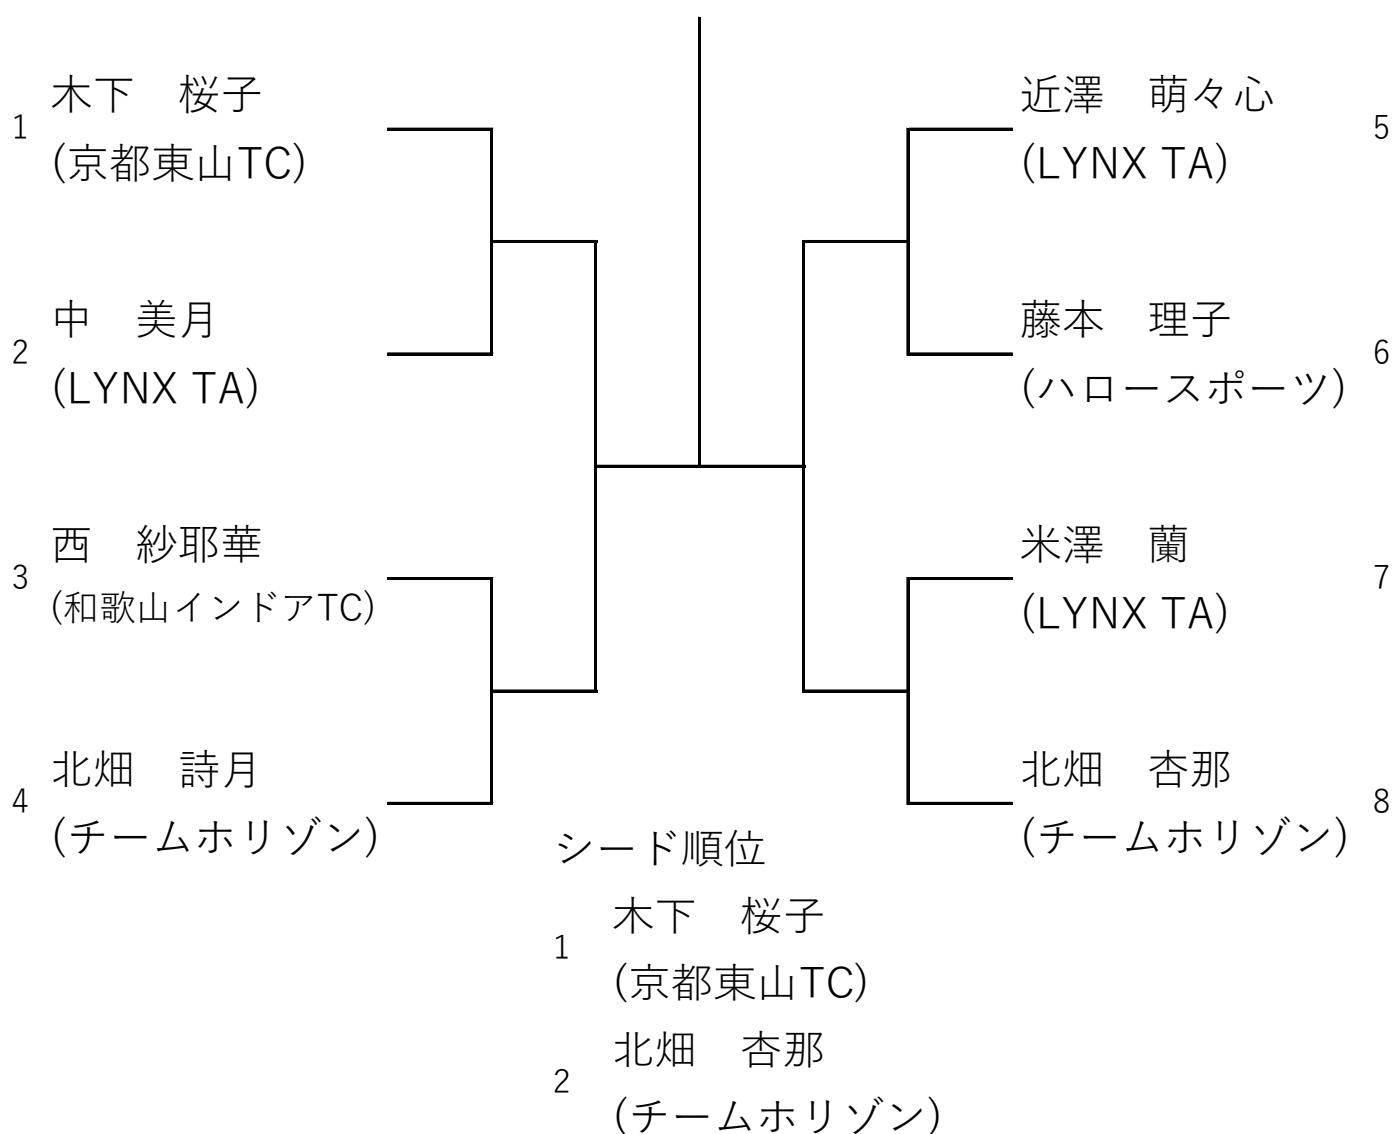 1
木下　桜子
(京都東山TC)
2
中　美月
(LYNX TA)
3
西　紗耶華
(和歌山インドアTC)
4
北畑　詩月
(チームホリゾン)
近澤　萌々心
(LYNX TA)
5
藤本　理子
(ハロースポーツ)
6
米澤　蘭
(LYNX TA)
7
北畑　杏那
(チームホリゾン)
8
シード順位
1
木下　桜子
(京都東山TC)
2
北畑　杏那
(チームホリゾン)